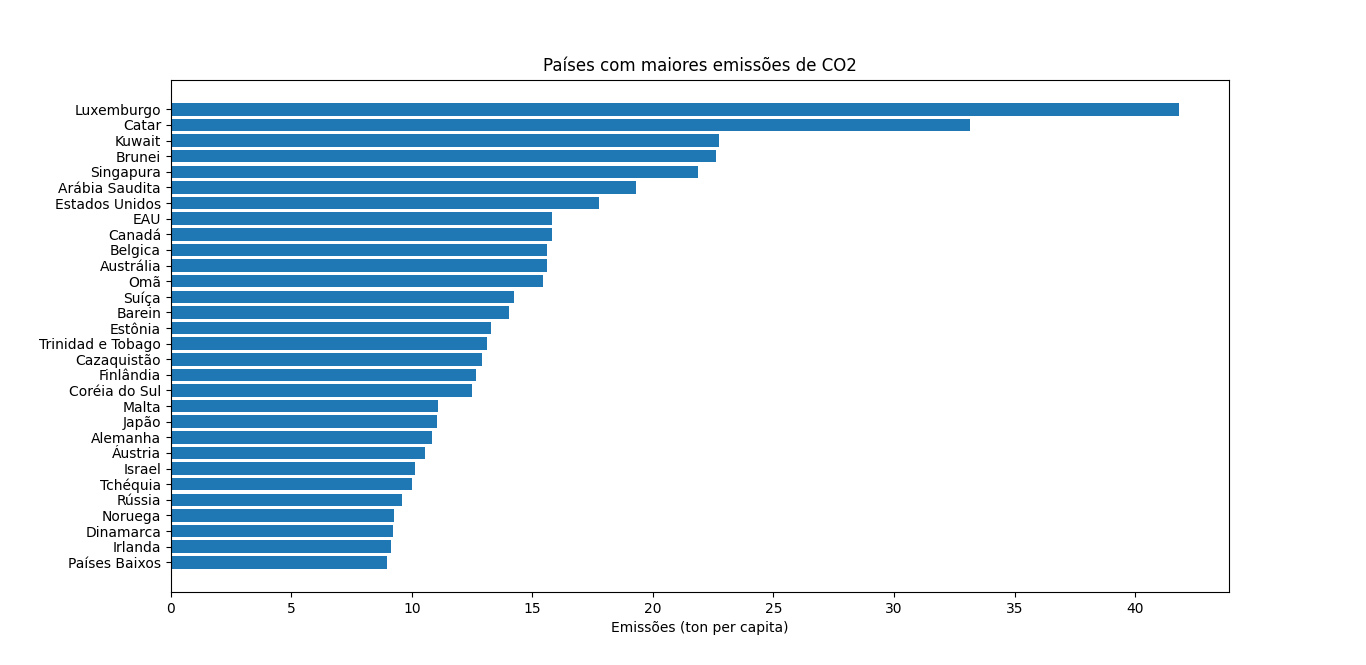 Países com maiores emissões de CO2
Luxemburgo
Catar
Kuwait
Brunei
Singapura
Arábia Saudita
Estados Unidos
EAU
Canadá
Belgica
Austrália
Omã
Suíça
Barein
Estônia
Trinidad e Tobago
Cazaquistão
Finlândia
Coréia do Sul
Malta
Japão
Alemanha
Áustria
Israel
Tchéquia
Rússia
Noruega
Dinamarca
Irlanda
Países Baixos
0 5 10 15 20 25 30 35 40
Emissões (ton per capita)